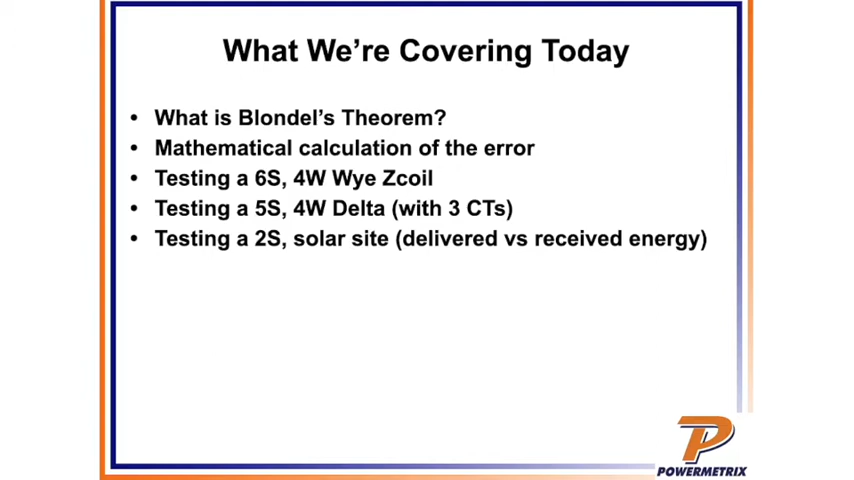 What We're Covering Today
• What is Blondel's Theorem?
• Mathematical calculation of the error
• Testing a 6S, 4W Wye Zcoil
• Testing a 5S, 4W Delta (with 3 CTs)
• Testing a 2S, solar site (delivered vs received energy)
P
POWERMETRIX